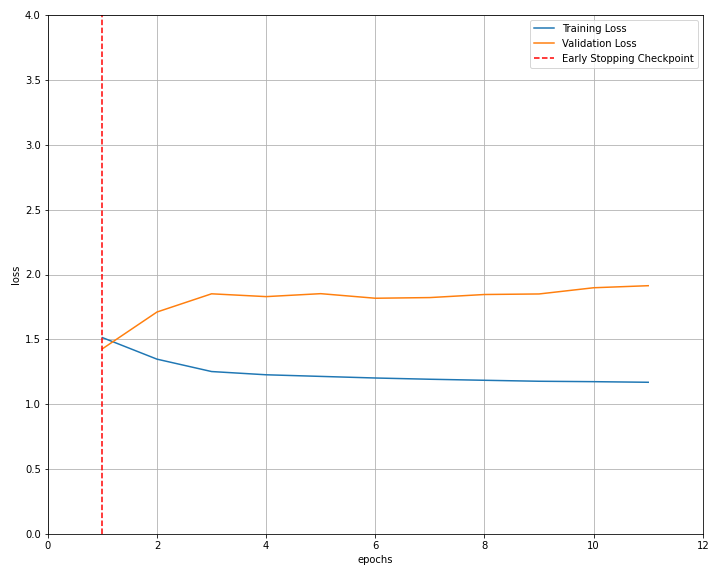 4.0
3.5
3.0
2.5
2.0
1.5
1.0
0.5
0.0
loss
0 2 4 6 8 10 12
epochs
Training Loss
Validation Loss
Early Stopping Checkpoint